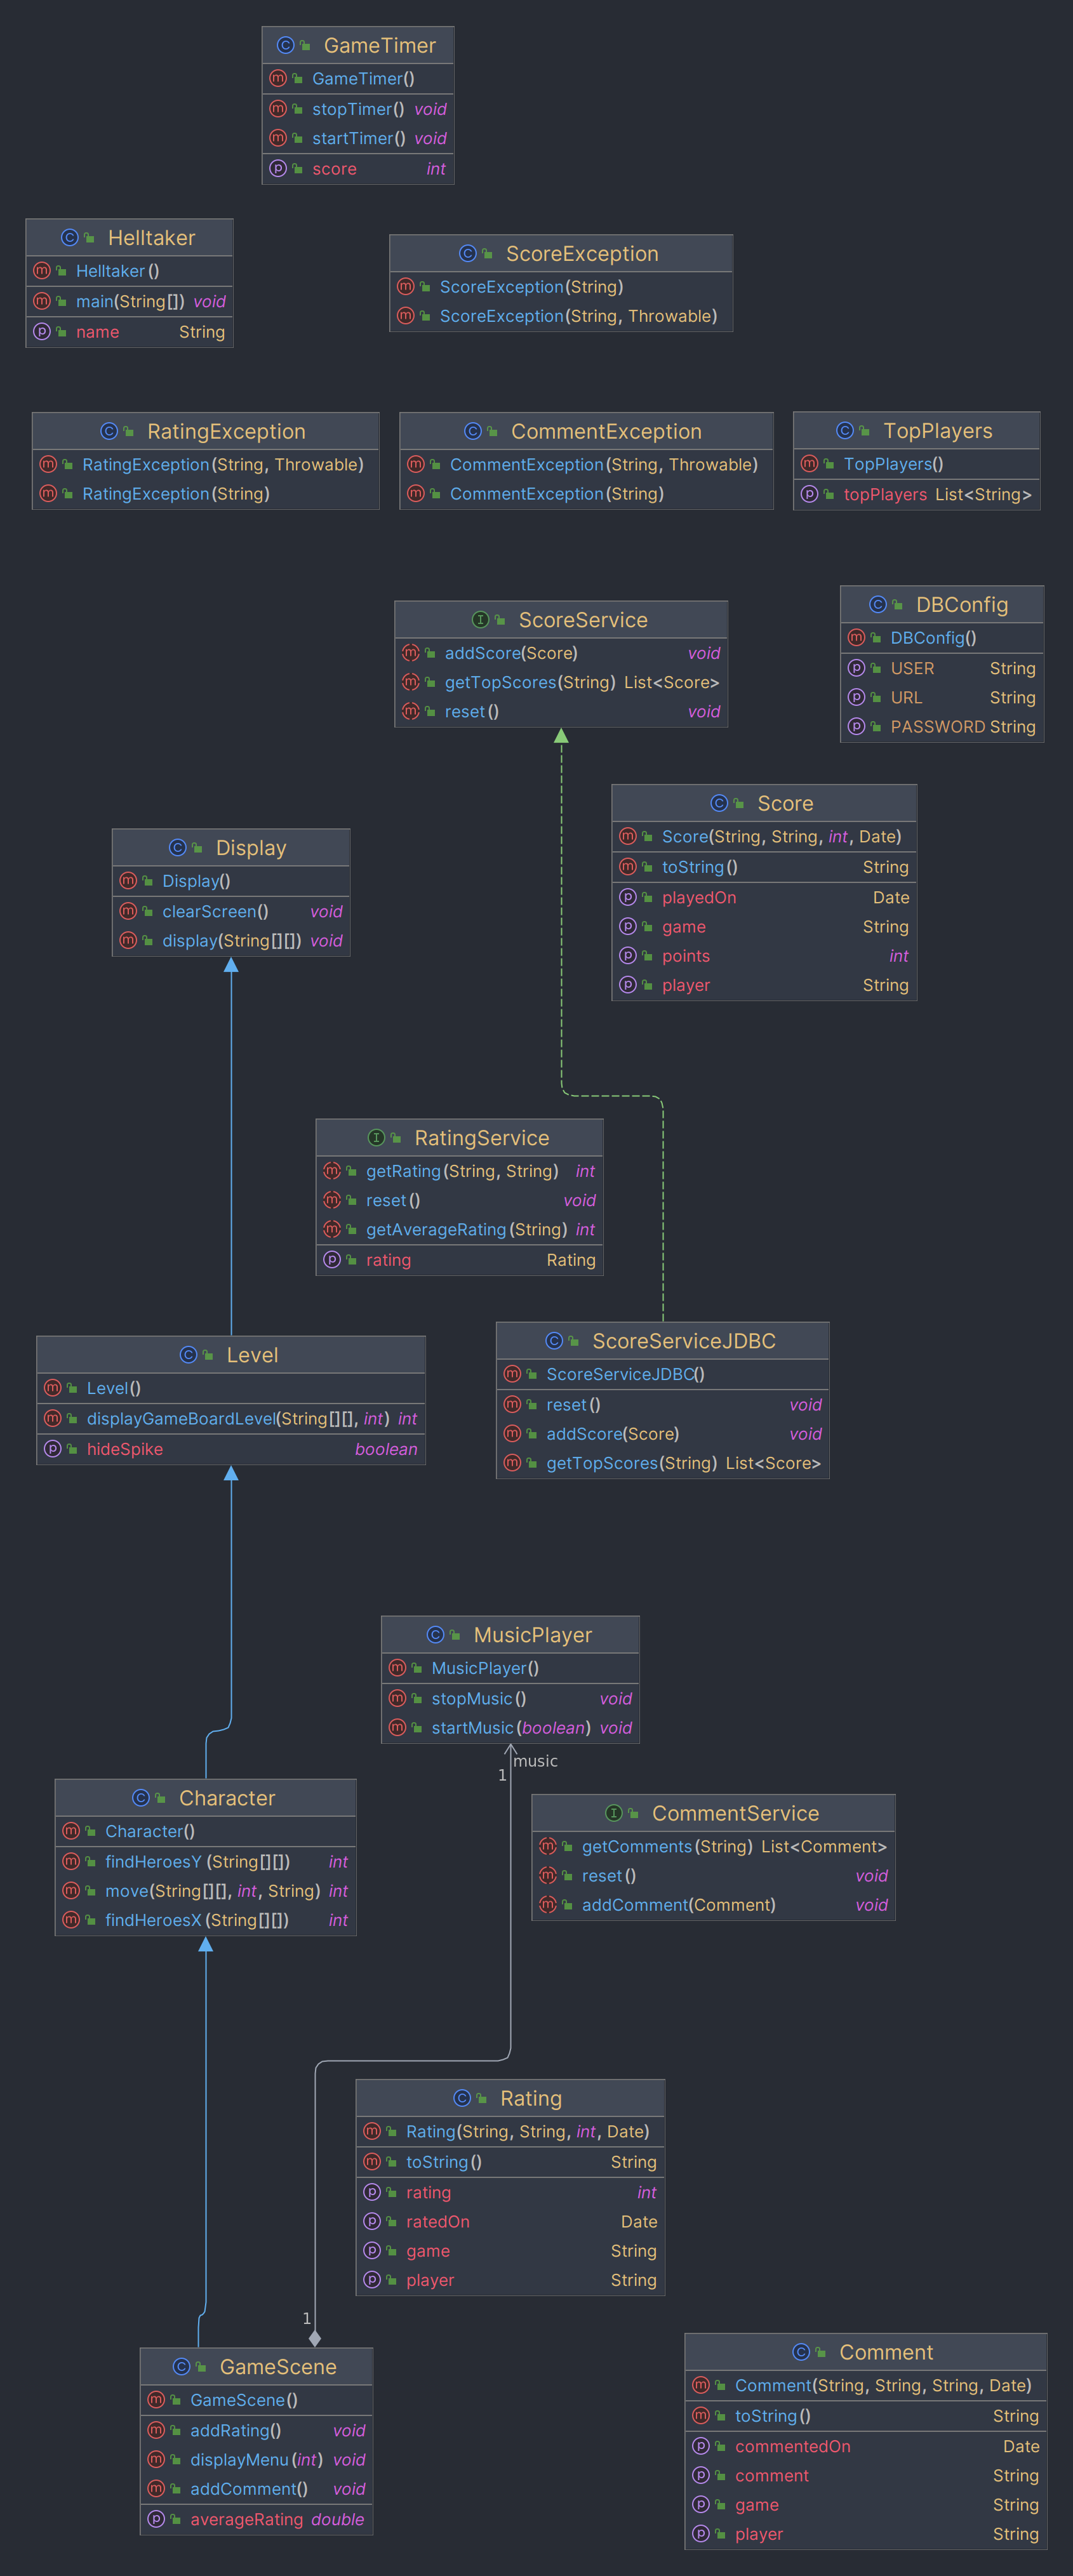 GameTimer
GameTimer()
stopTimer() void
startTimer() void
score int
Helltaker
Helltaker()
main(String[]) void
name String
ScoreException
ScoreException(String)
ScoreException(String, Throwable)
RatingException
RatingException(String, Throwable)
RatingException(String)
CommentException
CommentException(String, Throwable)
CommentException(String)
TopPlayers
TopPlayers()
topPlayers List<String>
ScoreService
addScore(Score) void
getTopScores(String) List<Score>
reset() void
DBConfig
DBConfig()
USER String
URL String
PASSWORD String
Score
Score(String, String, int, Date)
toString() String
playedOn Date
game String
points int
player String
Display
Display()
clearScreen() void
display(String[][]) void
RatingService
getRating(String, String) int
reset() void
getAverageRating(String) int
rating Rating
Level
Level()
displayGameBoardLevel(String[][], int) int
hideSpike boolean
ScoreServiceJDBC
ScoreServiceJDBC()
reset() void
addScore(Score) void
getTopScores(String) List<Score>
MusicPlayer
MusicPlayer()
stopMusic() void
startMusic(boolean) void
music
1
Character
Character()
findHeroesY(String[][]) int
move(String[][], int, String) int
findHeroesX(String[][]) int
CommentService
getComments(String) List<Comment>
reset() void
addComment(Comment) void
Rating
Rating(String, String, int, Date)
toString() String
rating int
ratedOn Date
game String
player String
1
GameScene
GameScene()
addRating() void
displayMenu(int) void
addComment() void
averageRating double
Comment
Comment(String, String, String, Date)
toString() String
commentedOn Date
comment String
game String
player String